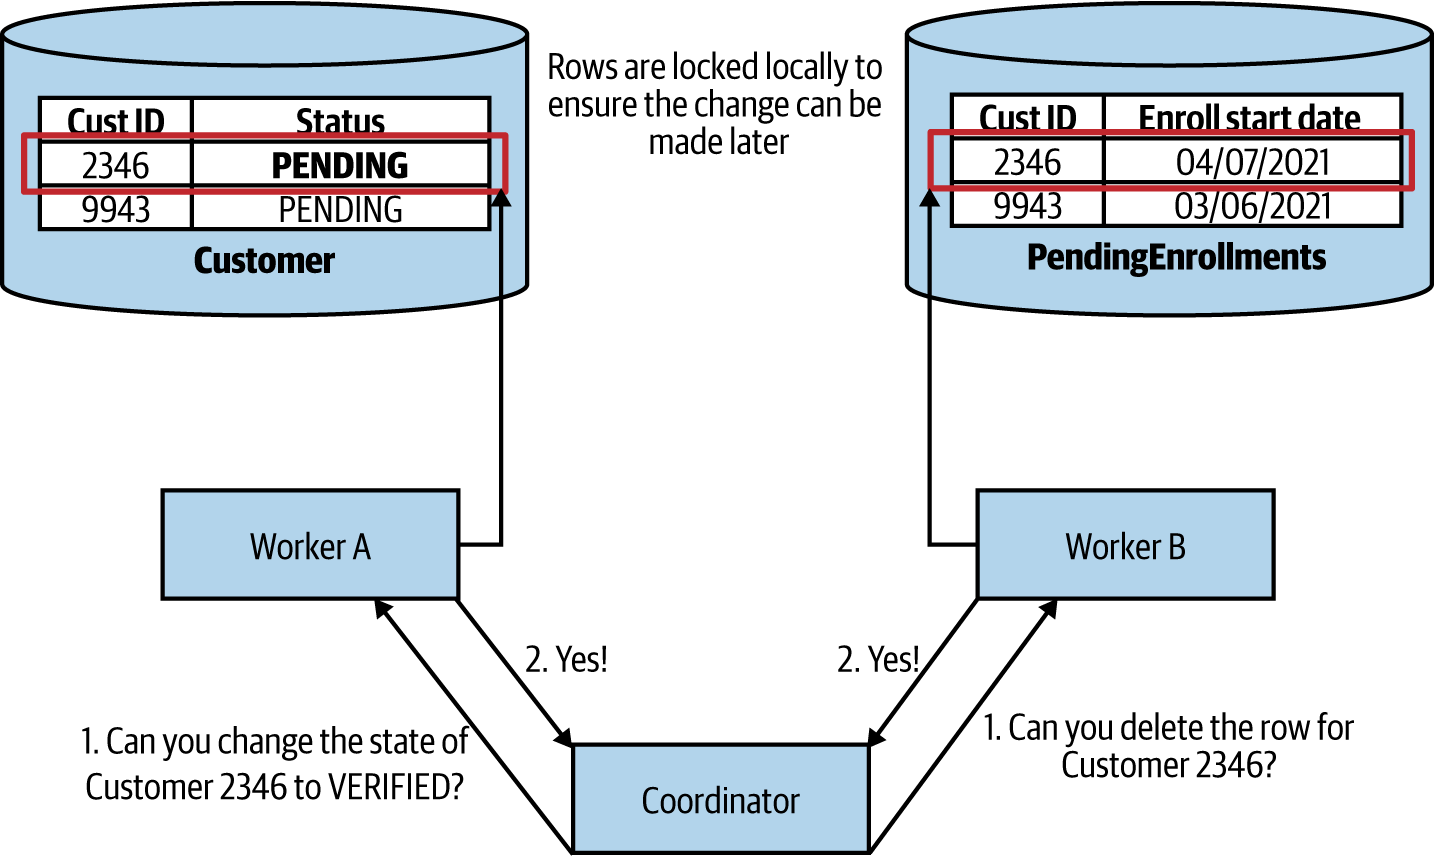 Cust ID Status
2346 PENDING
9943 PENDING
Customer
Rows are locked locally to
ensure the change can be
made later
Cust ID Enroll start date
2346 04/07/2021
9943 03/06/2021
PendingEnrollments
Worker A
Worker B
2. Yes!
2. Yes!
1. Can you change the state of
Customer 2346 to VERIFIED?
1. Can you delete the row for
Customer 2346?
Coordinator